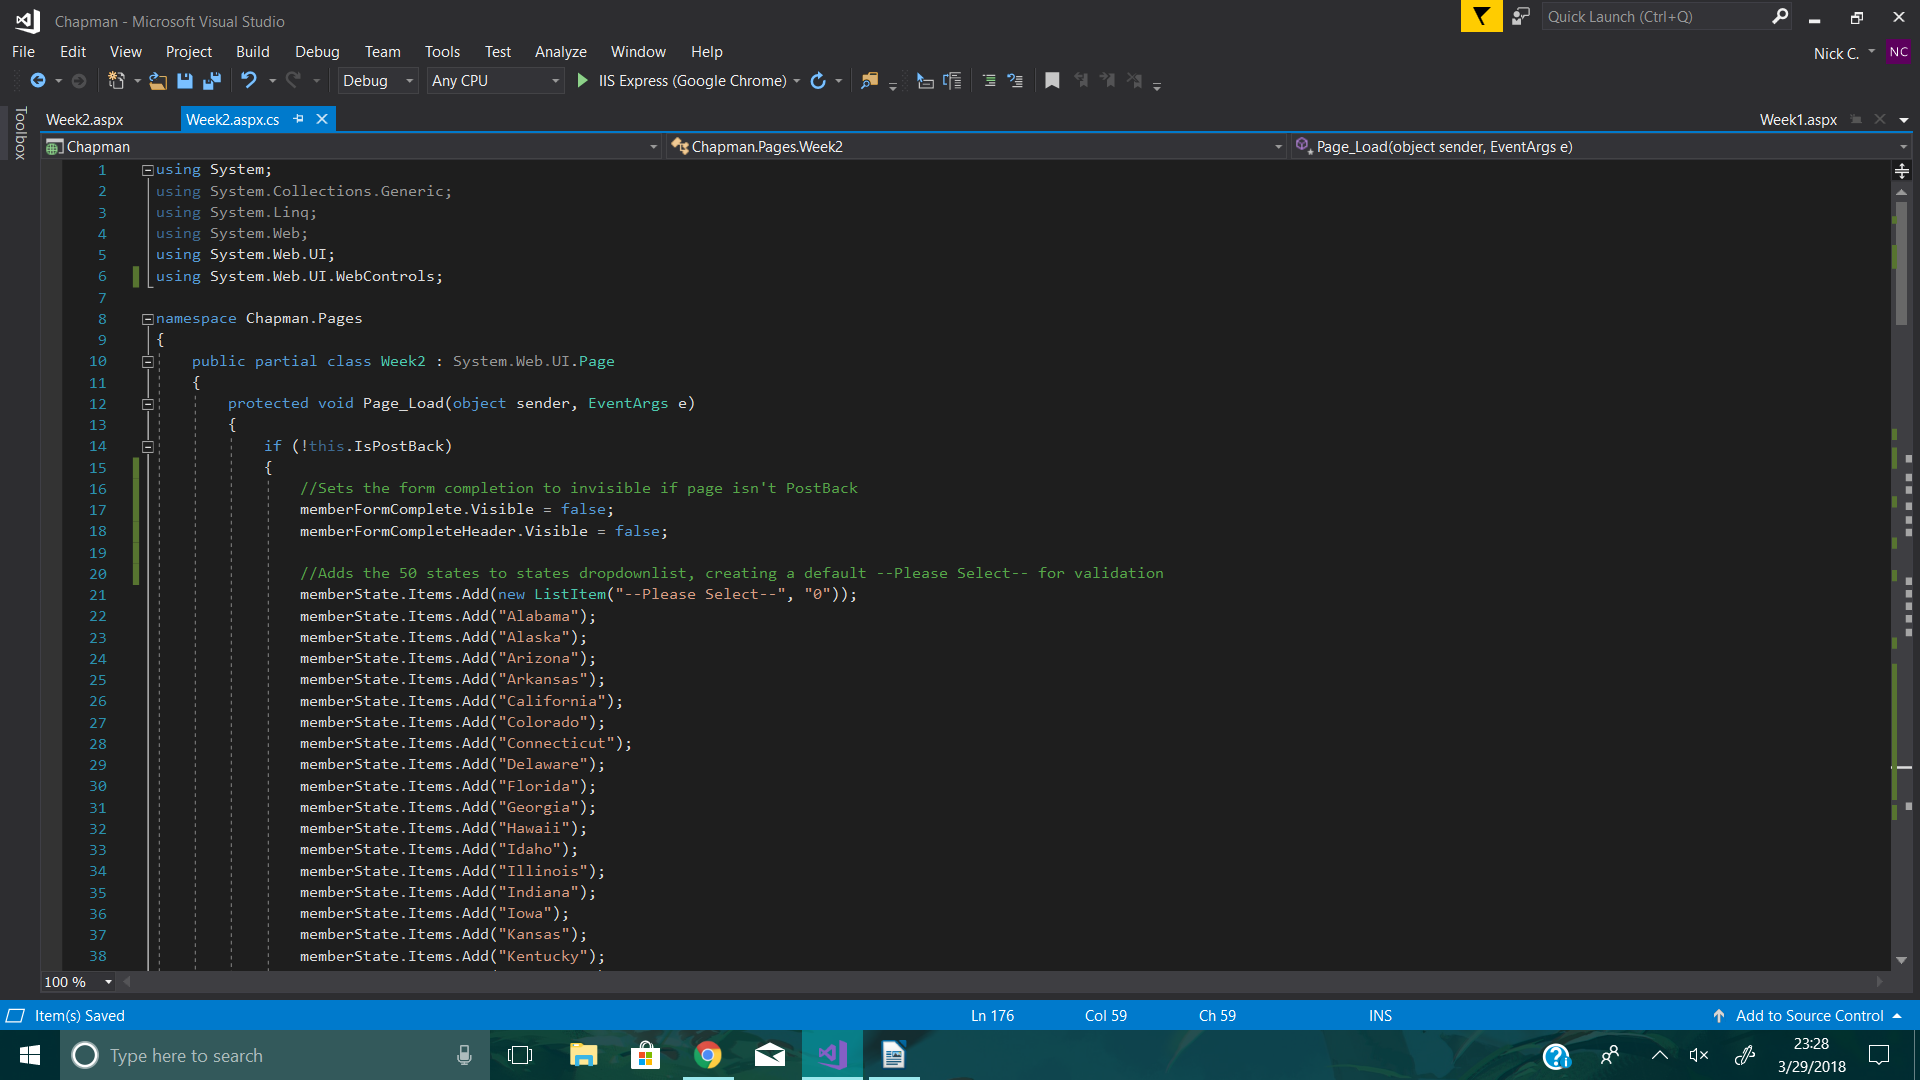 Chapman - Microsoft Visual Studio
Quick Launch (Ctrl+Q)
File Edit View Project Build Debug Team Tools Test Analyze Window Help
Nick C. NC
Debug Any CPU IIS Express (Google Chrome)
Toolbox
Week2.aspx Week2.aspx.cs Week1.aspx
Chapman Chapman.Pages.Week2 Page_Load(object sender, EventArgs e)
1 using System;
2 using System.Collections.Generic;
3 using System.Linq;
4 using System.Web;
5 using System.Web.UI;
6 using System.Web.UI.WebControls;
7
8 namespace Chapman.Pages
9 {
10 public partial class Week2 : System.Web.UI.Page
11 {
12 protected void Page_Load(object sender, EventArgs e)
13 {
14 if (!this.IsPostBack)
15 {
16 //Sets the form completion to invisible if page isn't PostBack
17 memberFormComplete.Visible = false;
18 memberFormCompleteHeader.Visible = false;
19
20 //Adds the 50 states to states dropdownlist, creating a default --Please Select-- for validation
21 memberState.Items.Add(new ListItem("--Please Select--", "0"));
22 memberState.Items.Add("Alabama");
23 memberState.Items.Add("Alaska");
24 memberState.Items.Add("Arizona");
25 memberState.Items.Add("Arkansas");
26 memberState.Items.Add("California");
27 memberState.Items.Add("Colorado");
28 memberState.Items.Add("Connecticut");
29 memberState.Items.Add("Delaware");
30 memberState.Items.Add("Florida");
31 memberState.Items.Add("Georgia");
32 memberState.Items.Add("Hawaii");
33 memberState.Items.Add("Idaho");
34 memberState.Items.Add("Illinois");
35 memberState.Items.Add("Indiana");
36 memberState.Items.Add("Iowa");
37 memberState.Items.Add("Kansas");
38 memberState.Items.Add("Kentucky");
100 %
Item(s) Saved Ln 176 Col 59 Ch 59 INS Add to Source Control
Type here to search
23:28
3/29/2018